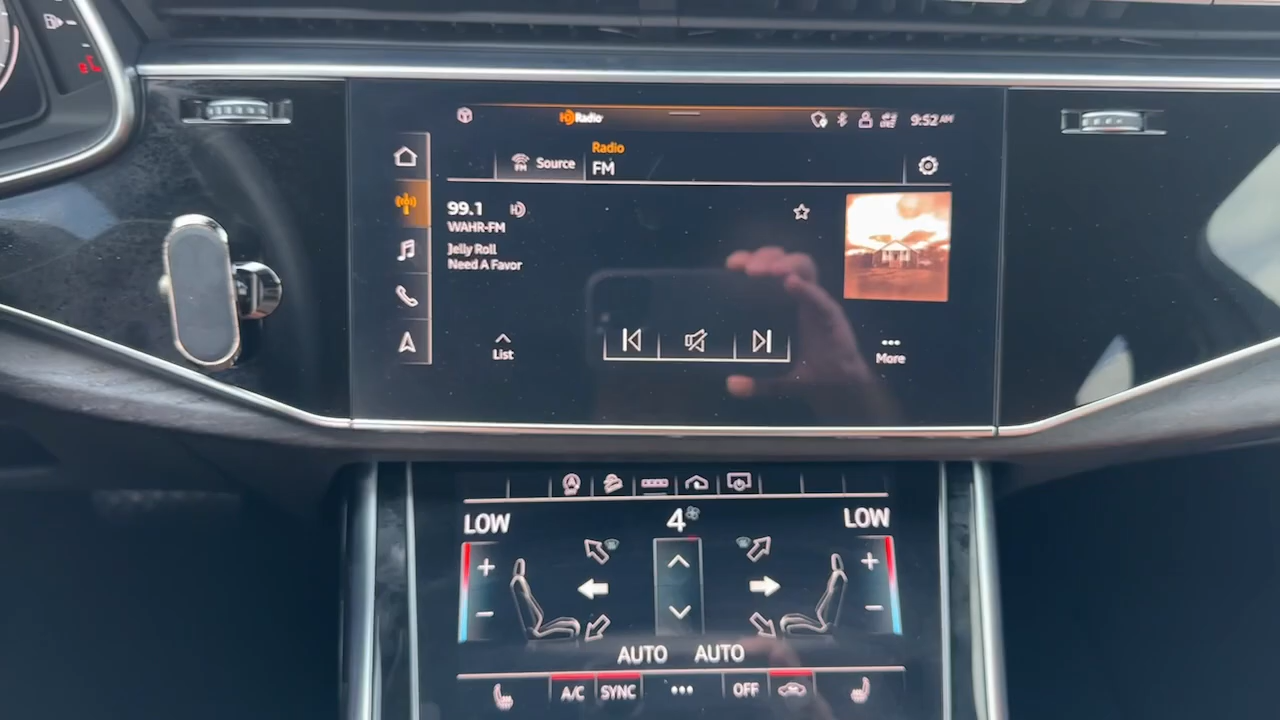 Radio
9:52 AM
FM
Source
Radio
FM
99.1
WAHR-FM
Jelly Roll
Need A Favor
List
More
LOW
4
LOW
AUTO AUTO
A/C
SYNC
OFF